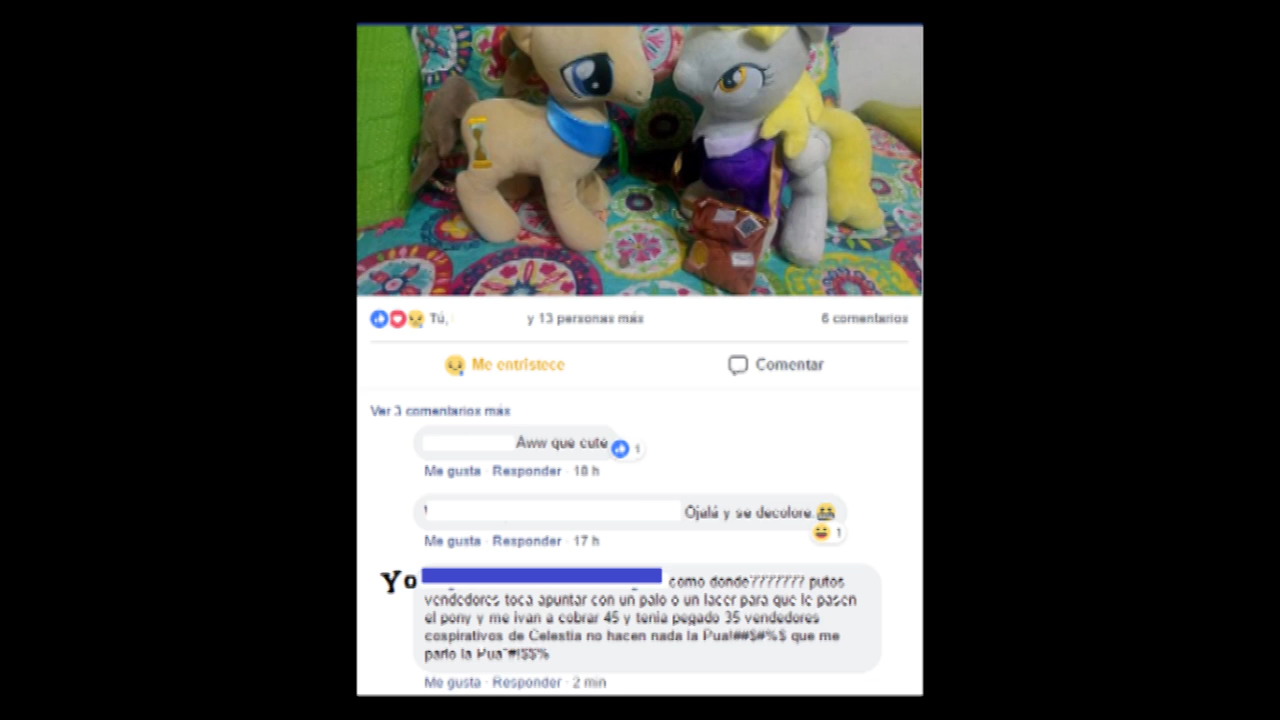 Tú,
y 13 personas más
6 comentarios
Me entristece
Comentar
Ver 3 comentarios más
Aww que cute
1
Me gusta · Responder · 18 h
Ojalá y se decolore
1
Me gusta · Responder · 17 h
Yo
como donde??????? putos
vendedores toca apuntar con un palo o un lacer para que le pasen
el pony y me ivan a cobrar 45 y tenia pegado 35 vendedores
cospirativos de Celestia no hacen nada la Pua!##$#%$ que me
pario la Pua"#!$$%
Me gusta · Responder · 2 min